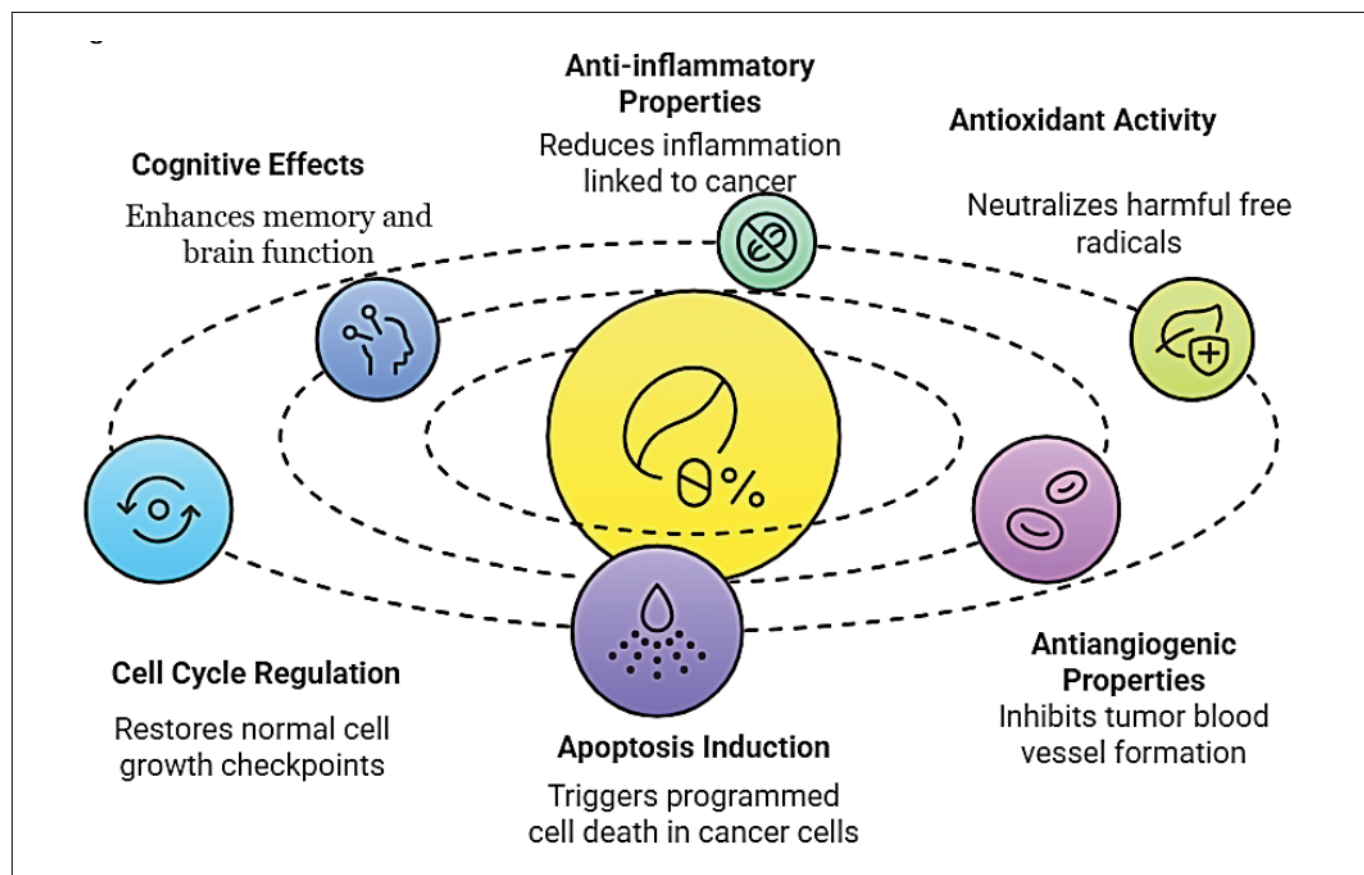 Anti-inflammatory
Properties
Reduces inflammation
linked to cancer
Antioxidant Activity
Neutralizes harmful free
radicals
Cognitive Effects
Enhances memory and
brain function
%
Cell Cycle Regulation
Restores normal cell
growth checkpoints
Apoptosis Induction
Triggers programmed
cell death in cancer cells
Antiangiogenic
Properties
Inhibits tumor blood
vessel formation